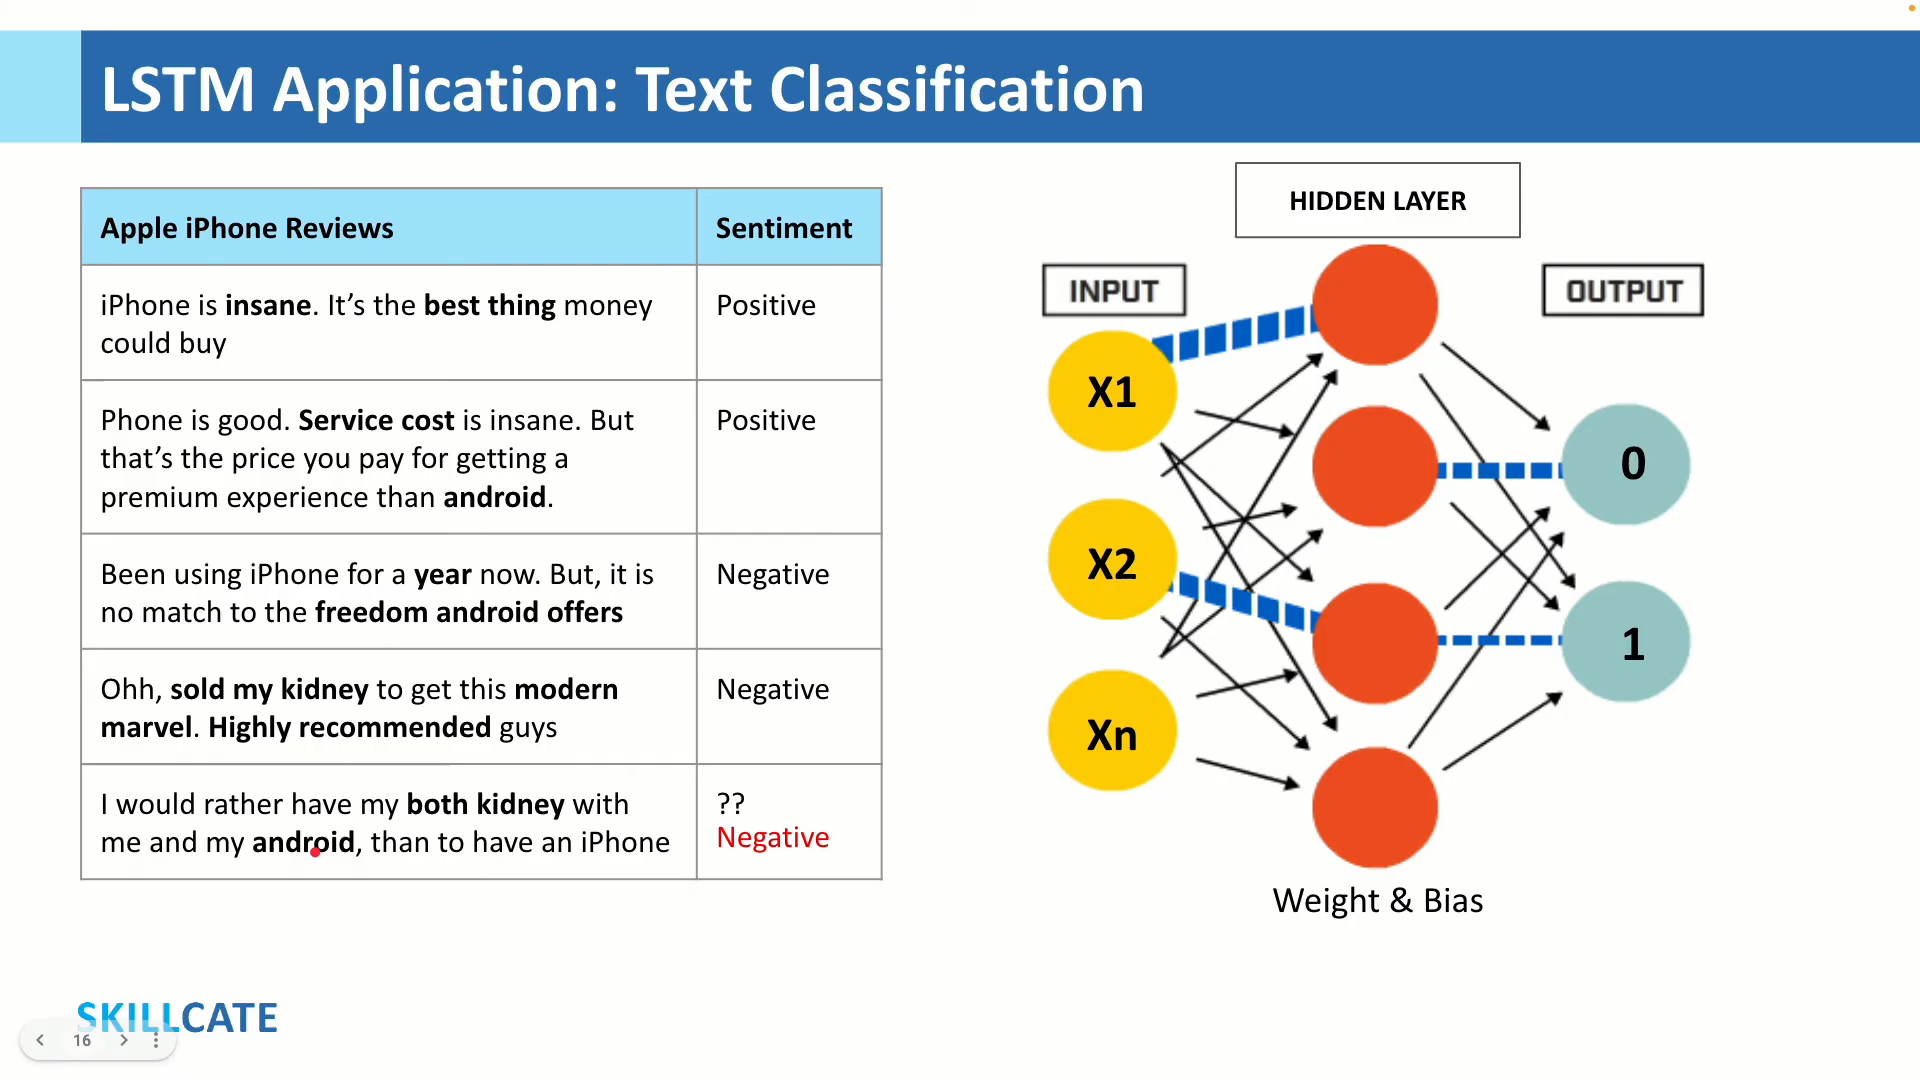 LSTM Application: Text Classification
Apple iPhone Reviews
Sentiment
iPhone is insane. It’s the best thing money
could buy
Positive
Phone is good. Service cost is insane. But
that’s the price you pay for getting a
premium experience than android.
Positive
Been using iPhone for a year now. But, it is
no match to the freedom android offers
Negative
Ohh, sold my kidney to get this modern
marvel. Highly recommended guys
Negative
I would rather have my both kidney with
me and my android, than to have an iPhone
??
Negative
HIDDEN LAYER
INPUT
OUTPUT
X1
X2
Xn
0
1
Weight & Bias
SKILLCATE
16